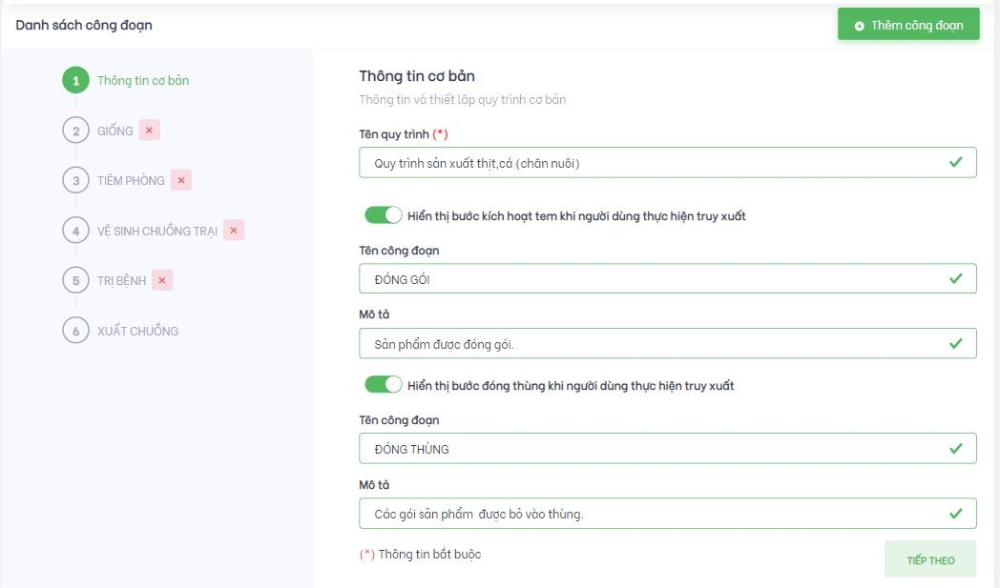 Danh sách công đoạn
Thêm công đoạn
1 Thông tin cơ bản
2 GIỐNG ×
3 TIÊM PHÒNG ×
4 VỆ SINH CHUỒNG TRẠI ×
5 TRỊ BỆNH ×
6 XUẤT CHUỒNG
Thông tin cơ bản
Thông tin và thiết lập quy trình cơ bản
Tên quy trình (*)
Quy trình sản xuất thịt,cá (chăn nuôi)
Hiển thị bước kích hoạt tem khi người dùng thực hiện truy xuất
Tên công đoạn
ĐÓNG GÓI
Mô tả
Sản phẩm được đóng gói.
Hiển thị bước đóng thùng khi người dùng thực hiện truy xuất
Tên công đoạn
ĐÓNG THÙNG
Mô tả
Các gói sản phẩm  được bỏ vào thùng.
(*) Thông tin bắt buộc
TIẾP THEO